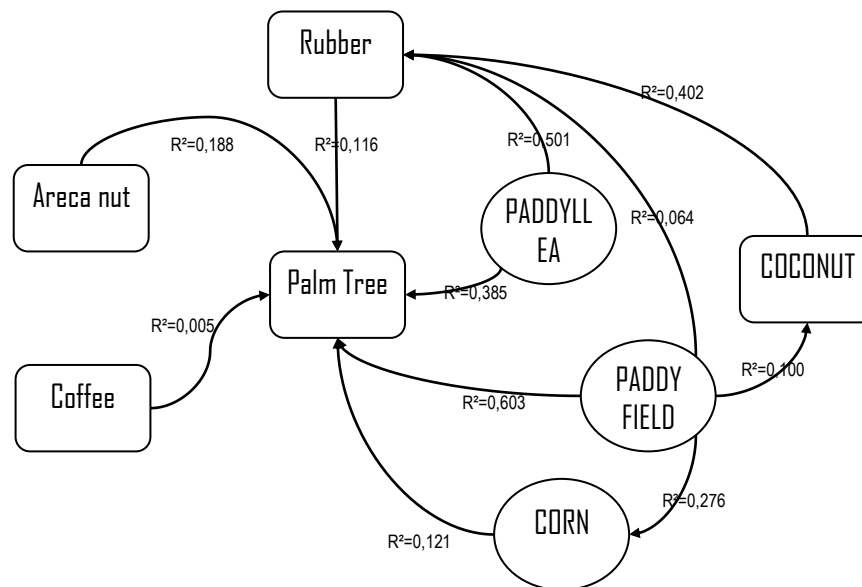 Rubber
R²=0,402
R²=0,188
R²=0,116
R²=0,501
Areca nut
PADDYLL
EA
R²=0,064
COCONUT
Palm Tree
R²=0,385
R²=0,005
Coffee
PADDY
FIELD
R²=0,100
R²=0,603
R²=0,276
CORN
R²=0,121